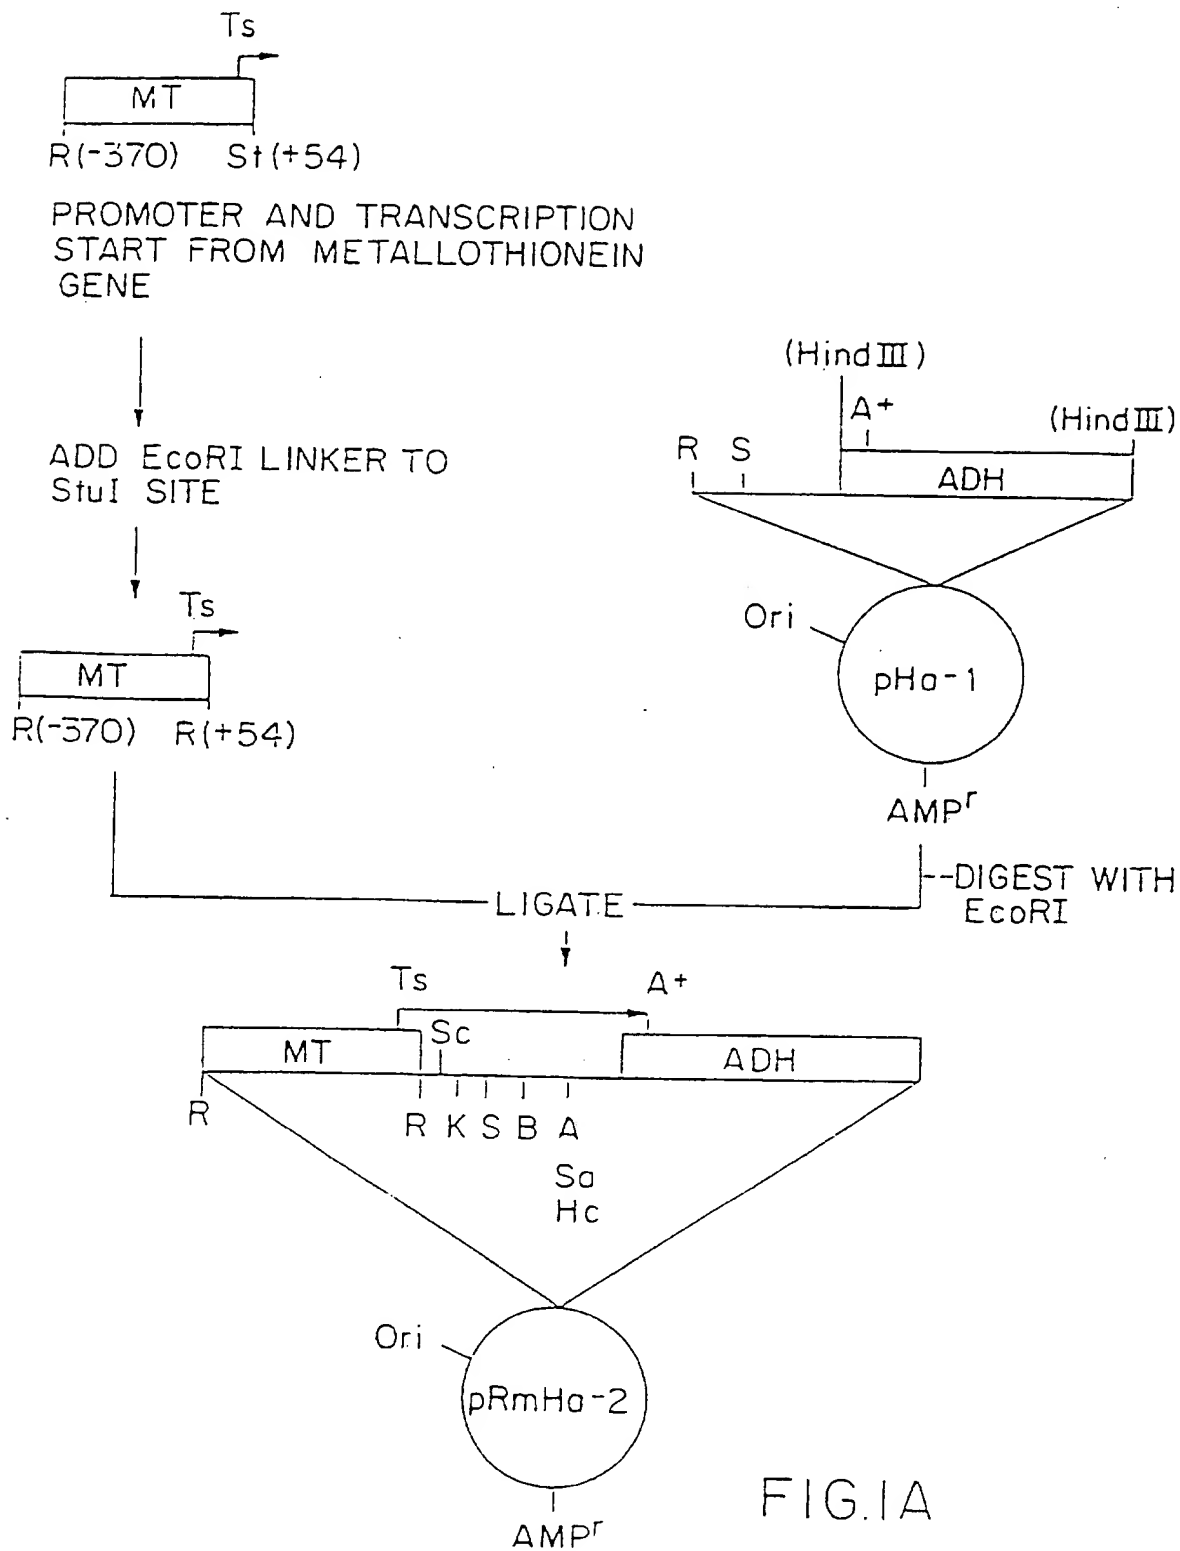 Ts
MT
R(-370) St(+54)
PROMOTER AND TRANSCRIPTION
START FROM METALLOTHIONEIN
GENE
ADD EcoRI LINKER TO
StuI SITE
Ts
MT
R(-370) R(+54)
(HindIII)
A+
(HindIII)
R S
ADH
Ori
pHa-1
AMPr
--DIGEST WITH
EcoRI
LIGATE
Ts
A+
Sc
MT
ADH
R
R K S B A
Sa
Hc
Ori
pRmHa-2
AMPr
FIG.1A